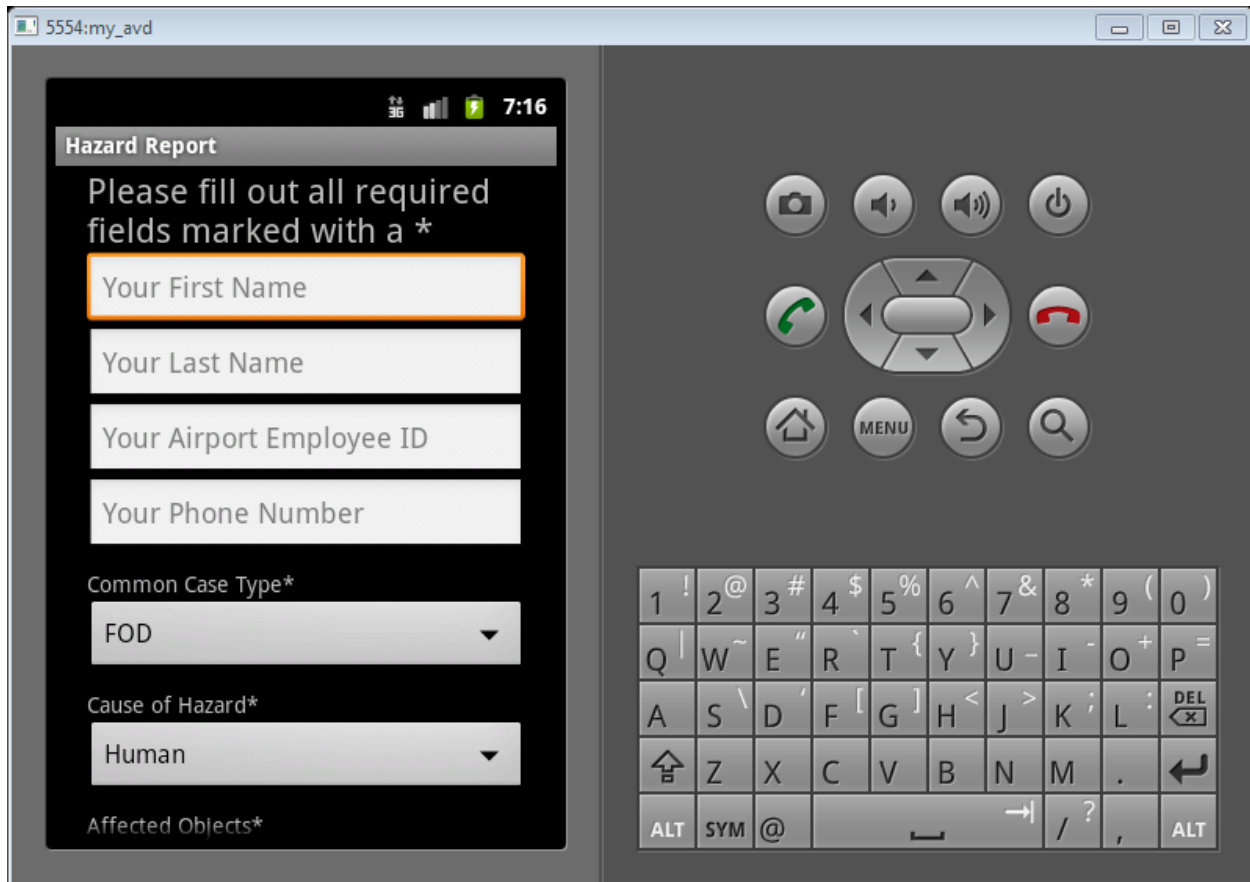 5554:my_avd
3G 7:16
Hazard Report
Please fill out all required
fields marked with a *
Your First Name
Your Last Name
Your Airport Employee ID
Your Phone Number
Common Case Type*
FOD
Cause of Hazard*
Human
Affected Objects*
MENU
1 ! 2 @ 3 # 4 $ 5 % 6 ^ 7 & 8 * 9 ( 0 )
Q | W ~ E " R ` T { Y } U _ I - O + P =
A S \ D ' F [ G ] H < J > K ; L : DEL
Z X C V B N M .
ALT SYM @ / ? , ALT